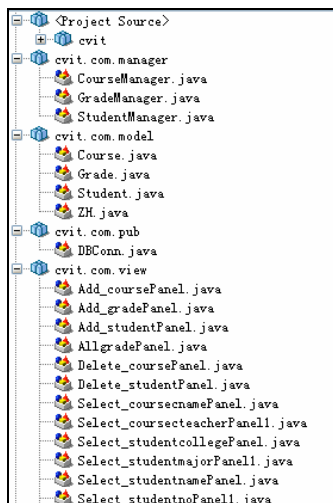 <Project Source>
cvit
cvit.com.manager
CourseManager.java
GradeManager.java
StudentManager.java
cvit.com.model
Course.java
Grade.java
Student.java
ZH.java
cvit.com.pub
DBConn.java
cvit.com.view
Add_coursePanel.java
Add_gradePanel.java
Add_studentPanel.java
AllgradePanel.java
Delete_coursePanel.java
Delete_studentPanel.java
Select_coursecnamePanel.java
Select_coursecteacherPanel1.java
Select_studentcollegePanel.java
Select_studentmajorPanel1.java
Select_studentnamePanel.java
Select_studentnoPanel1.java